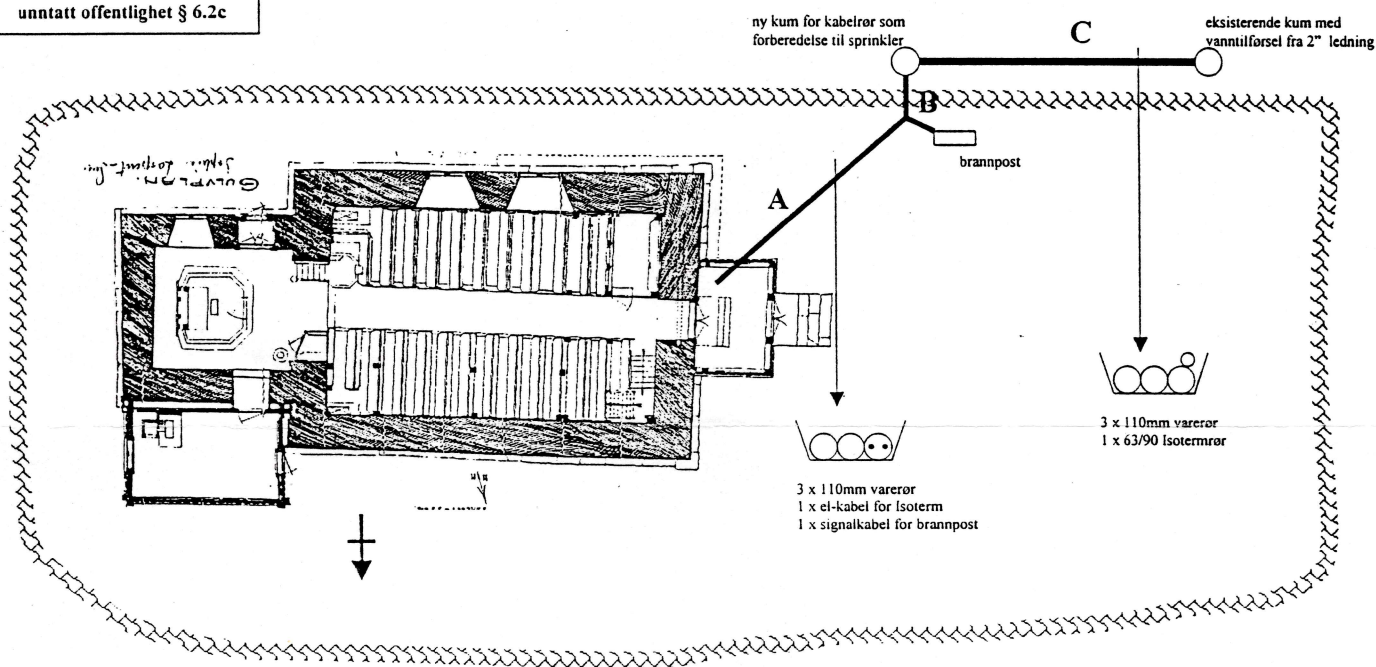 unntatt offentlighet § 6.2c
ny kum for kabelrør som
forberedelse til sprinkler
C
eksisterende kum med
vanntilførsel fra 2” ledning
B
brannpost
A
GULVPLAN.
3 x 110mm varerør
1 x 63/90 Isotermrør
3 x 110mm varerør
1 x el-kabel for Isoterm
1 x signalkabel for brannpost